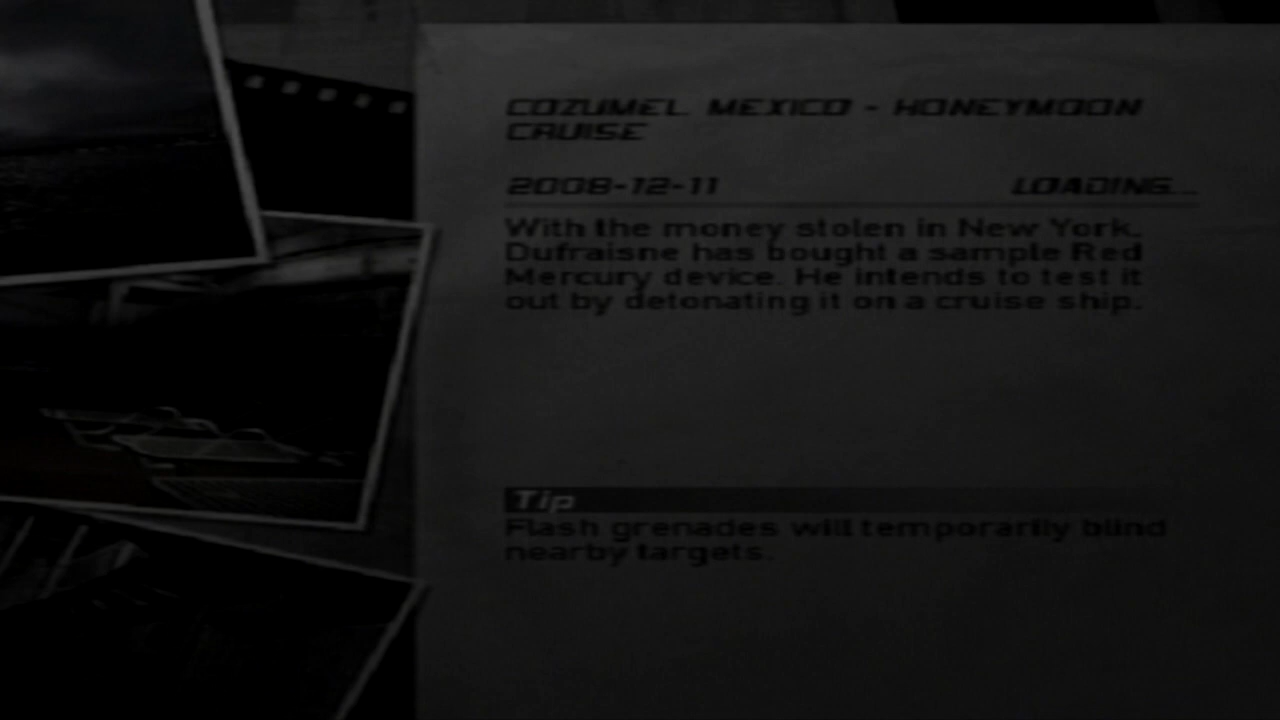 COZUMEL MEXICO - HONEYMOON
CRUISE
2008-12-11 LOADING...
With the money stolen in New York,
Dufraisne has bought a sample Red
Mercury device. He intends to test it
out by detonating it on a cruise ship.
Tip
Flash grenades will temporarily blind
nearby targets.